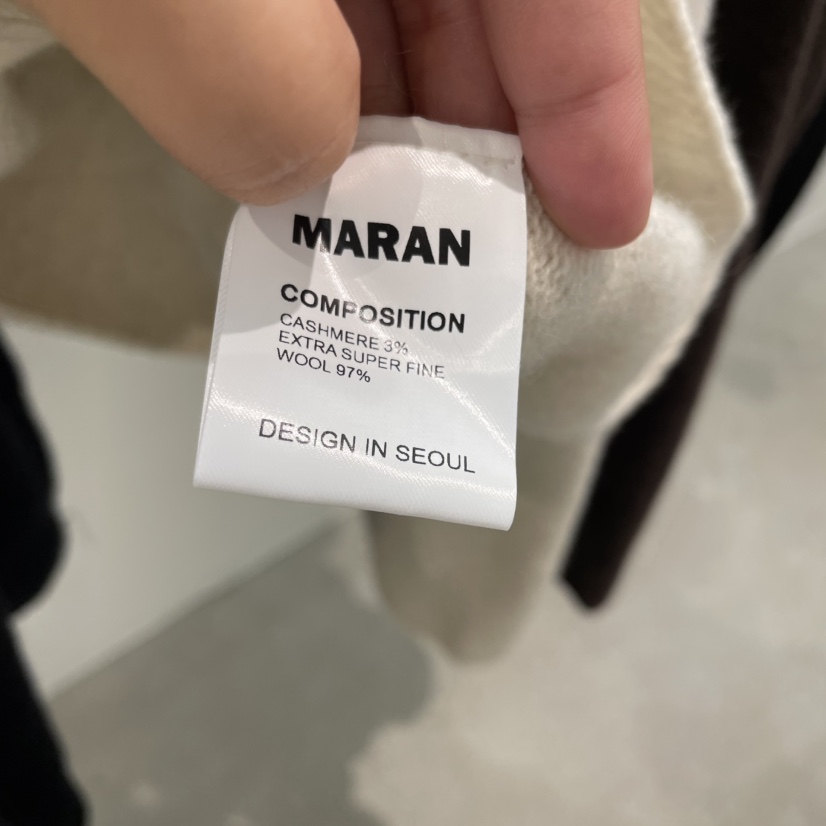 MARAN
COMPOSITION
CASHMERE 3%
EXTRA SUPER FINE
WOOL 97%
DESIGN IN SEOUL